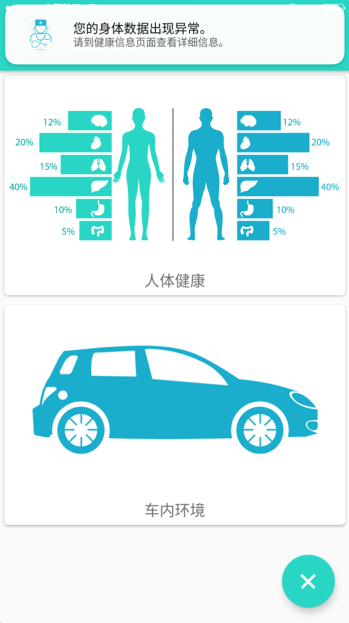 您的身体数据出现异常。
请到健康信息页面查看详细信息。
12% 12%
20% 20%
15% 15%
40% 40%
10% 10%
5% 5%
人体健康
车内环境